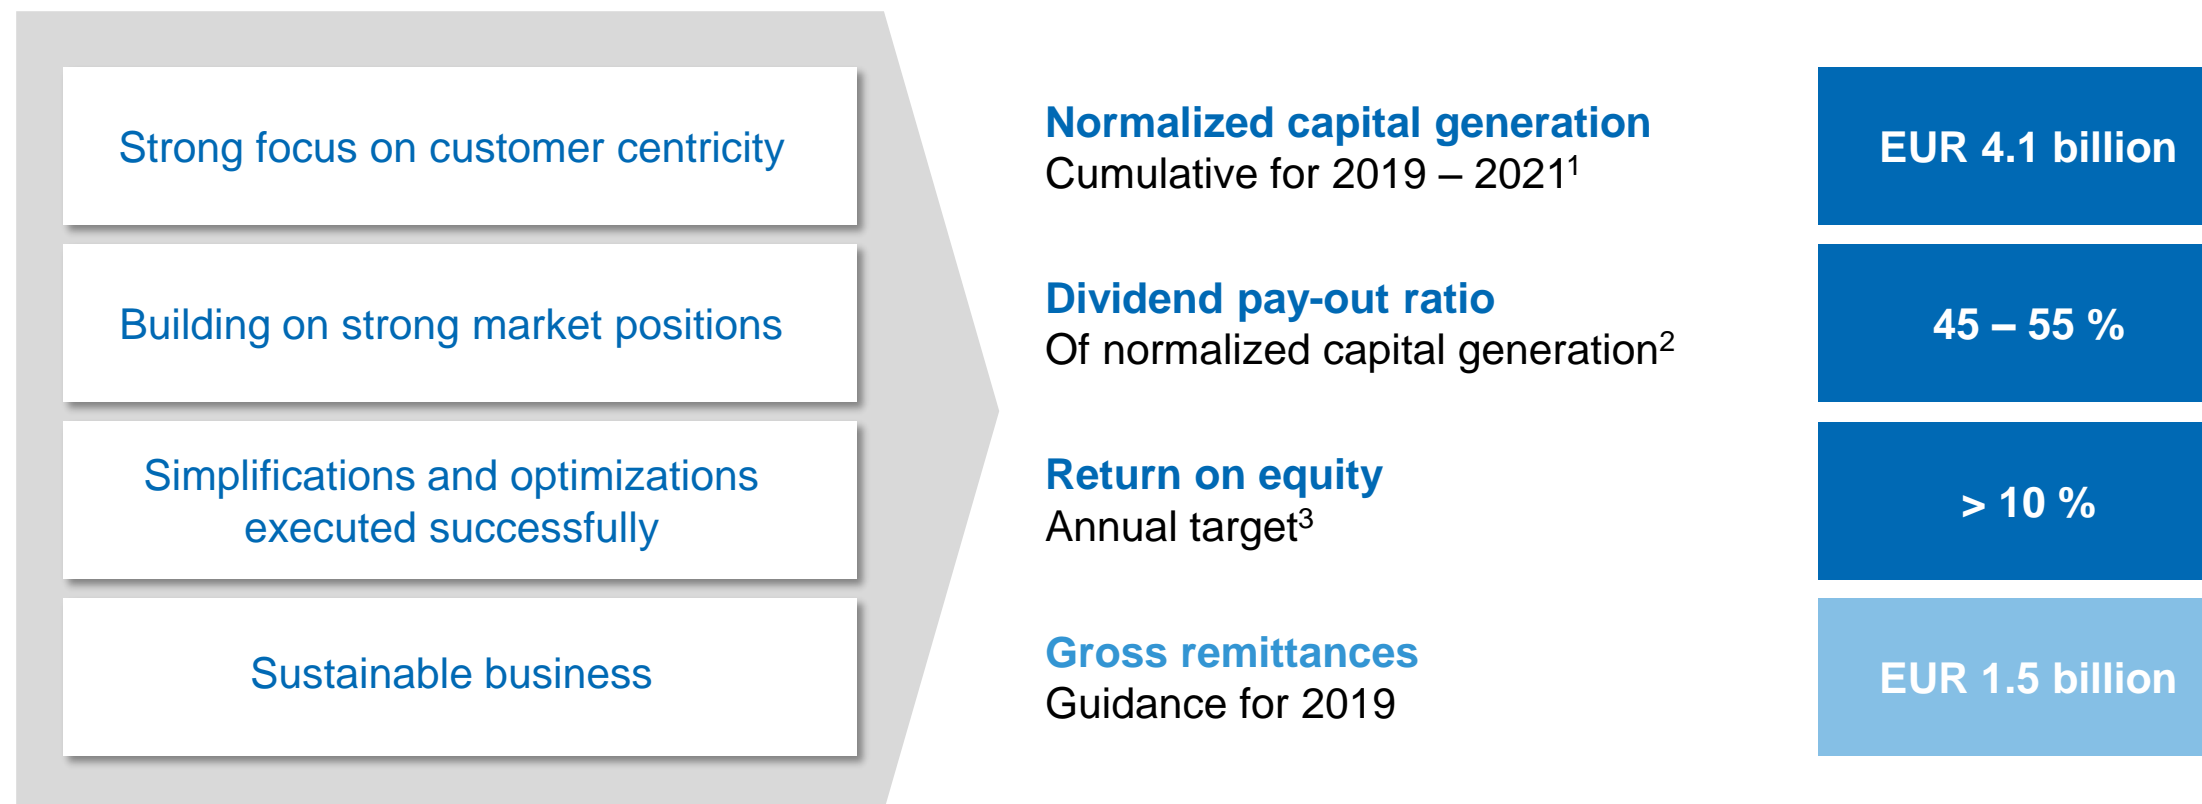 Strong focus on customer centricity
Building on strong market positions
Simplifications and optimizations
executed successfully
Sustainable business
Normalized capital generation
Cumulative for 2019 – 2021¹
EUR 4.1 billion
Dividend pay-out ratio
Of normalized capital generation²
45 – 55 %
Return on equity
Annual target³
> 10 %
Gross remittances
Guidance for 2019
EUR 1.5 billion